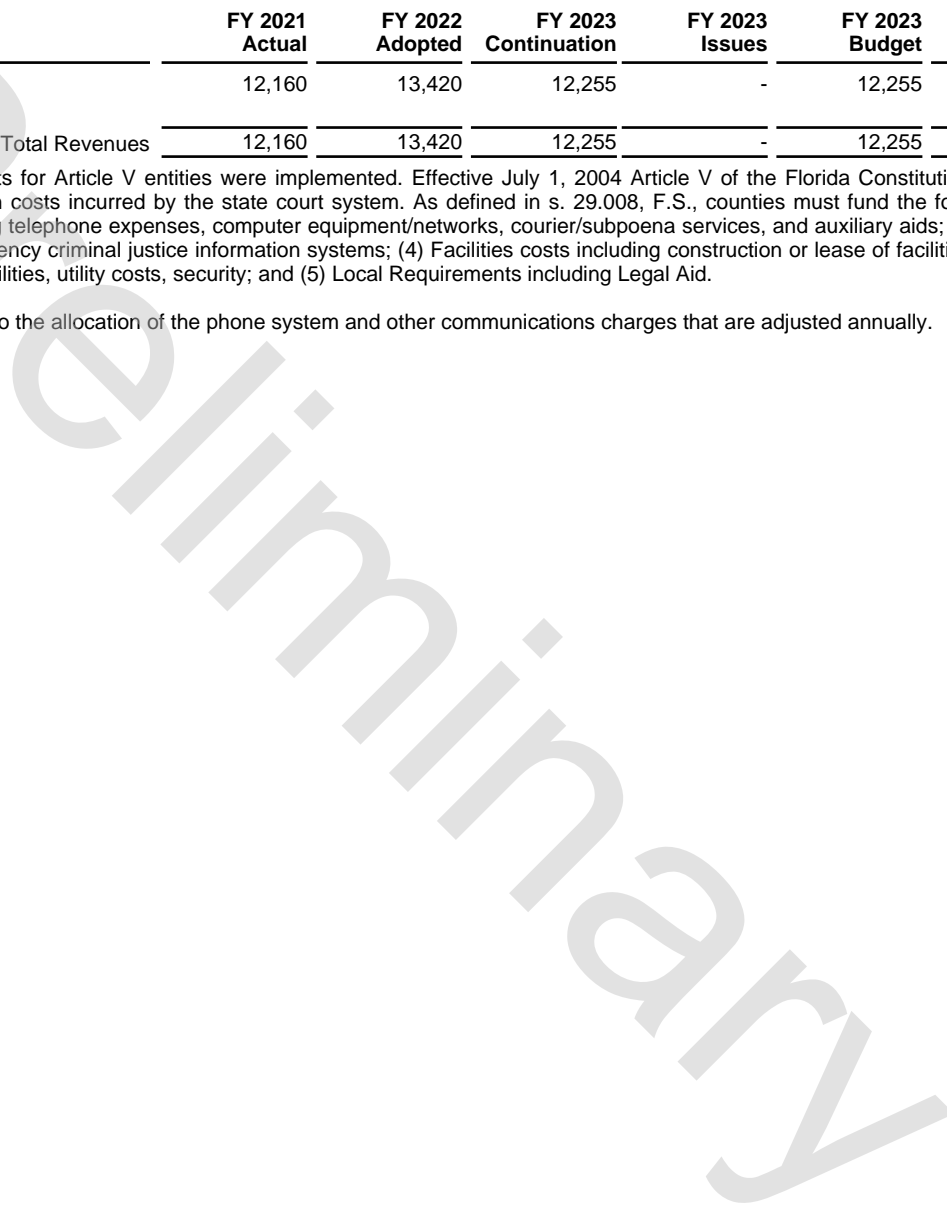 FY 2021 FY 2022 FY 2023 FY 2023 FY 2023
Actual Adopted Continuation Issues Budget
12,160 13,420 12,255 - 12,255
Total Revenues 12,160 13,420 12,255 - 12,255
for Article V entities were implemented. Effective July 1, 2004 Article V of the Florida
costs incurred by the state court system. As defined in s. 29.008, F.S., counties must fund the
telephone expenses, computer equipment/networks, courier/subpoena services, and auxiliary aids;
criminal justice information systems; (4) Facilities costs including construction or lease of
utility costs, security; and (5) Local Requirements including Legal Aid.
the allocation of the phone system and other communications charges that are adjusted annually.
Preliminary